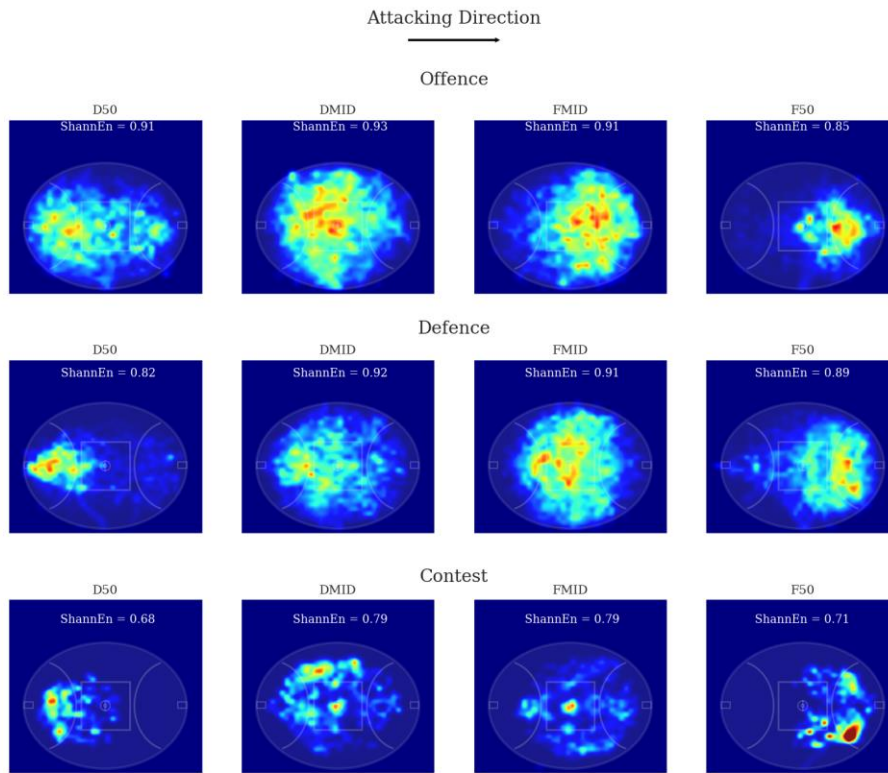 Attacking Direction
Offence
D50 DMID FMID F50
ShannEn = 0.91 ShannEn = 0.93 ShannEn = 0.91 ShannEn = 0.85
Defence
D50 DMID FMID F50
ShannEn = 0.82 ShannEn = 0.92 ShannEn = 0.91 ShannEn = 0.89
Contest
D50 DMID FMID F50
ShannEn = 0.68 ShannEn = 0.79 ShannEn = 0.79 ShannEn = 0.71